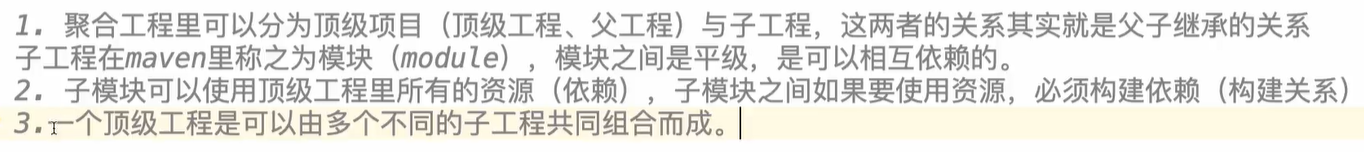 1. 聚合工程里可以分为顶级项目（顶级工程、父工程）与子工程，这两者的关系其实就是父子继承的关系
子工程在maven里称之为模块（module），模块之间是平级，是可以相互依赖的。
2. 子模块可以使用顶级工程里所有的资源（依赖），子模块之间如果要使用资源，必须构建依赖（构建关系）
3.一个顶级工程是可以由多个不同的子工程共同组合而成。